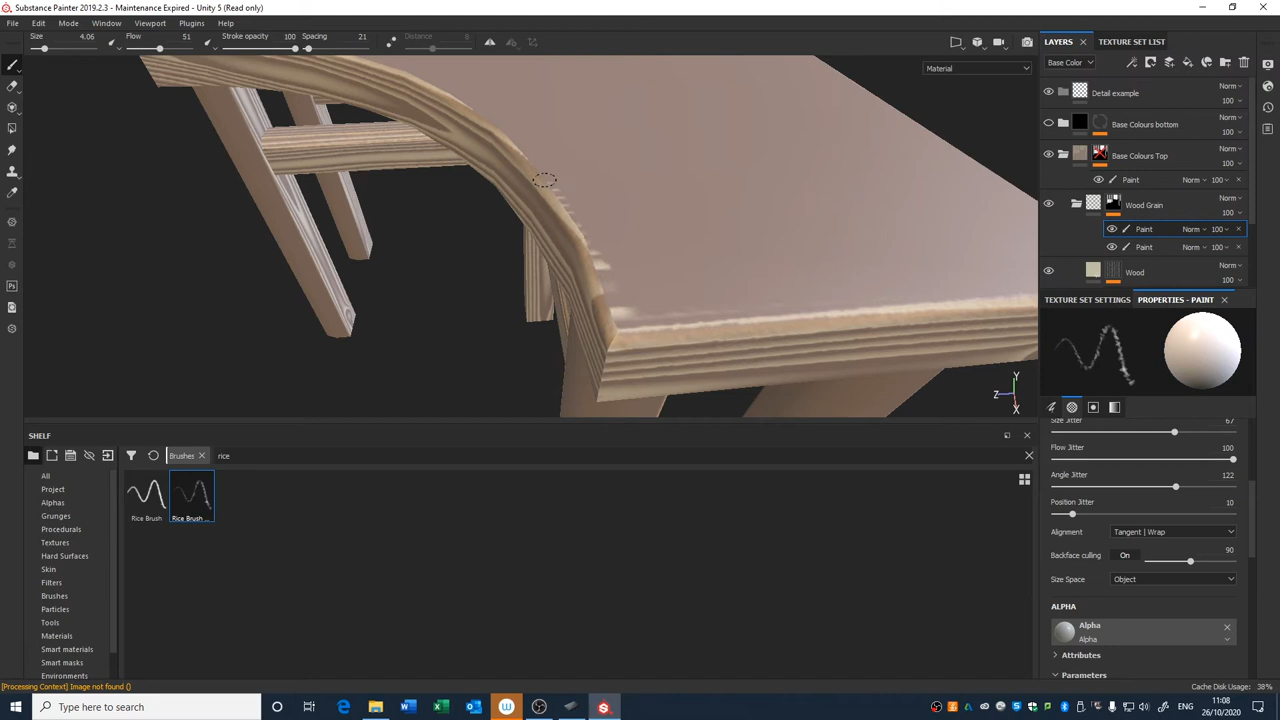 Substance Painter 2019.2.3 - Maintenance Expired - Unity 5 (Read only)
File Edit Mode Window Viewport Plugins Help
Size 4.06 Flow 51 Stroke opacity 100 Spacing 21 Distance 8
Material
LAYERS TEXTURE SET LIST
Base Color
Norm
Detail example 100
Norm
Base Colours bottom 100
Norm
Base Colours Top 100
Paint Norm 100
Norm
Wood Grain 100
Paint Norm 100
Paint Norm 100
Norm
Wood 100
TEXTURE SET SETTINGS PROPERTIES - PAINT
Size Jitter 67
Flow Jitter 100
Angle Jitter 122
Position Jitter 10
Alignment Tangent | Wrap
Backface culling On 90
Size Space Object
ALPHA
Alpha
Alpha
Attributes
Parameters
Y
Z
X
SHELF
Brushes rice
All
Project
Alphas
Grunges
Procedurals
Textures
Hard Surfaces
Skin
Filters
Brushes
Particles
Tools
Materials
Smart materials
Smart masks
Environments
Rice Brush Rice Brush ...
[Processing Context] Image not found () Cache Disk Usage: 38%
Type here to search
ENG 11:08
26/10/2020